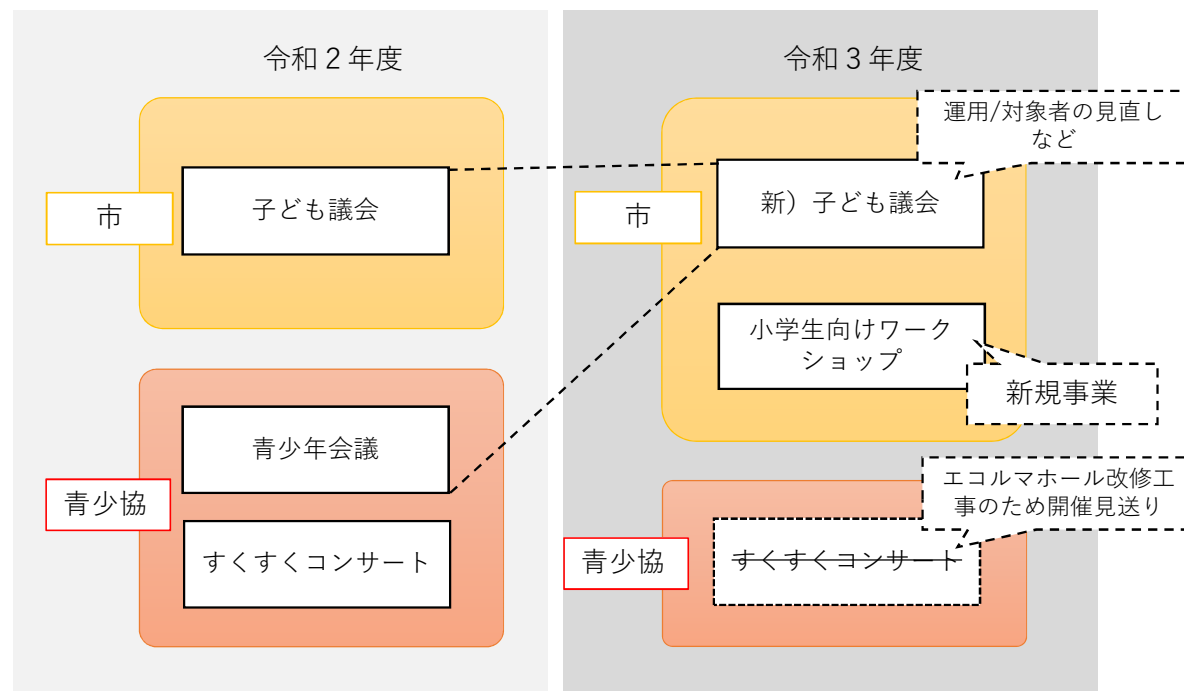 令和２年度
市
子ども議会
青少協
青少年会議
すくすくコンサート
令和３年度
運用/対象者の見直し
など
市
新）子ども議会
小学生向けワーク
ショップ
新規事業
エコルマホール改修工
事のため開催見送り
青少協
すくすくコンサート